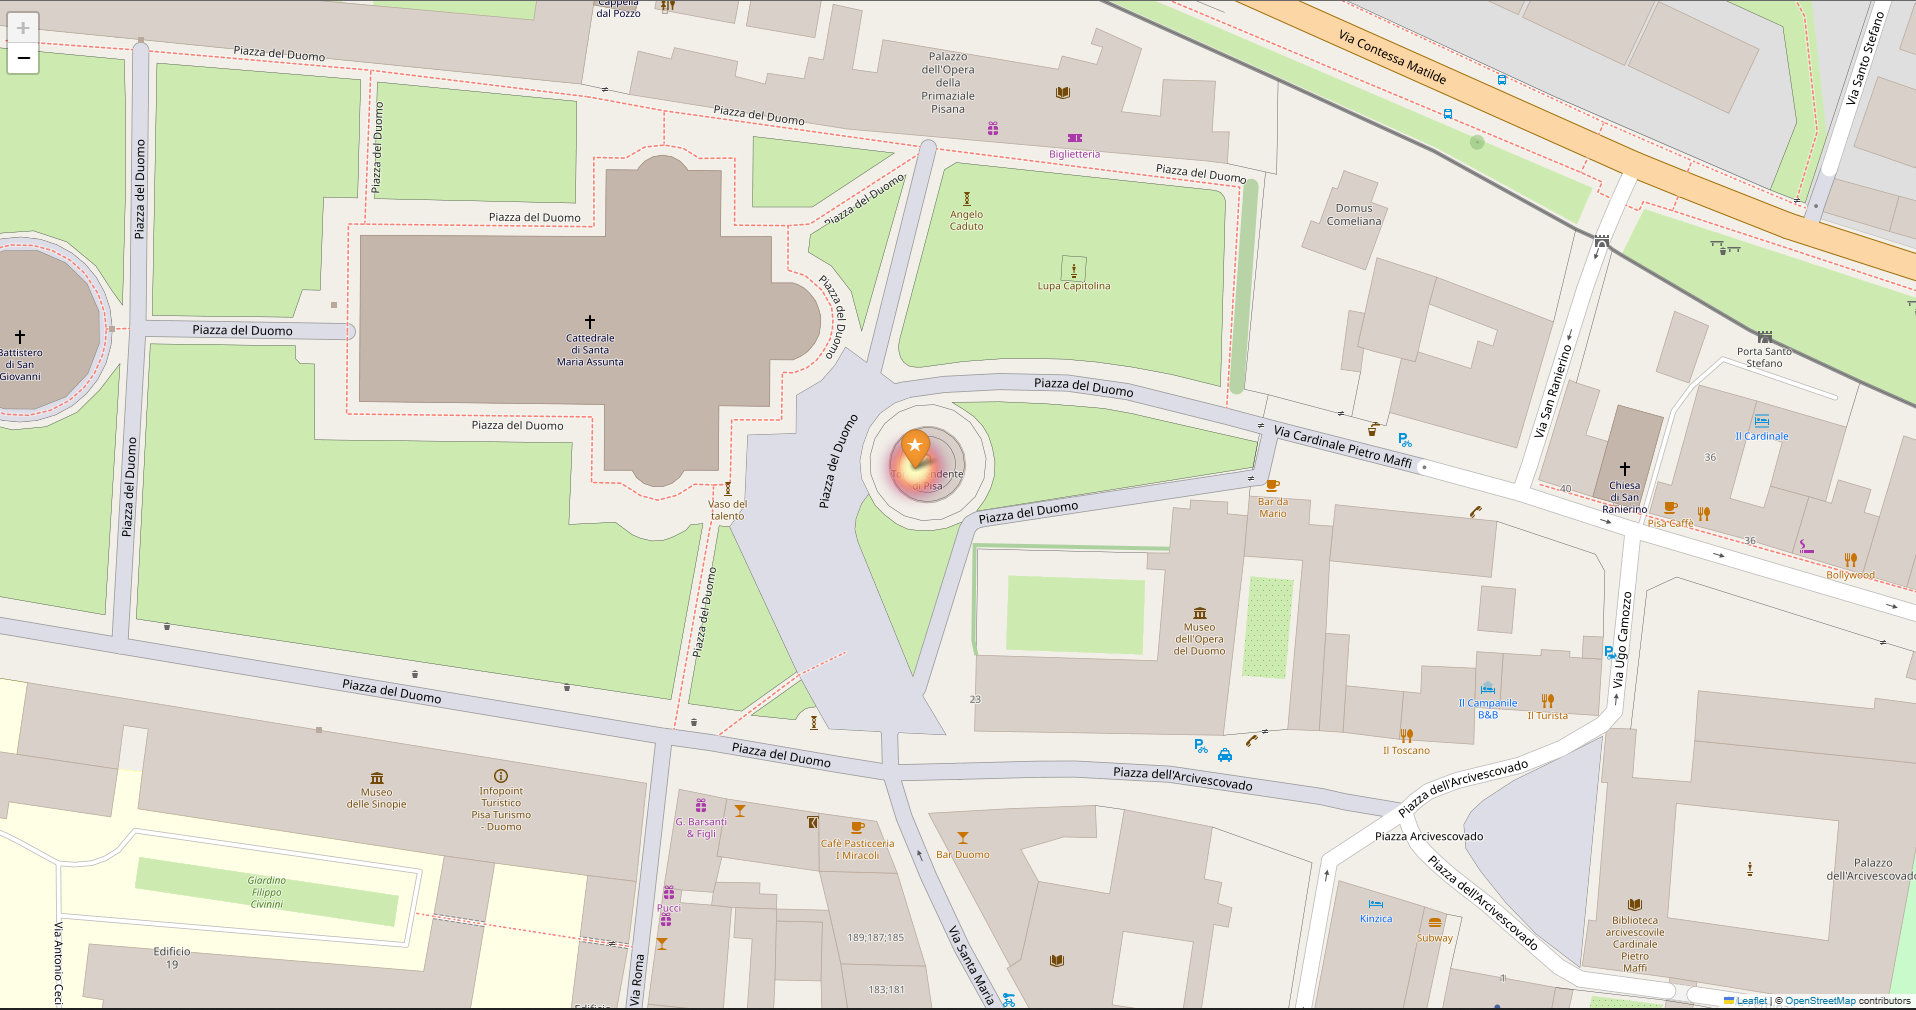 +
−
Piazza del Duomo
Cappella
dal Pozzo
Palazzo
dell'Opera
della
Primaziale
Pisana
Via Contessa Matilde
Via Santo Stefano
Piazza del Duomo
Biglietteria
Piazza del Duomo
Piazza del Duomo
Piazza del Duomo
Piazza del Duomo
Piazza del Duomo
Piazza del Duomo
Angelo
Caduto
Domus
Comeliana
Lupa Capitolina
Piazza del Duomo
Piazza del Duomo
Cattedrale
di Santa
Maria Assunta
Battistero
di San
Giovanni
Porta Santo
Stefano
Via San Ranierino
Piazza del Duomo
Piazza del Duomo
Piazza del Duomo
Via Cardinale Pietro Maffi
Il Cardinale
36
40
Chiesa
di San
Ranierino
Pisa Caffè
36
Bollywood
di Pisa
Vaso del
talento
Piazza del Duomo
Piazza del Duomo
Bar da
Mario
Piazza del Duomo
Museo
dell'Opera
del Duomo
Via Ugo Camozzo
23
Il Campanile
B&B
Il Turista
Il Toscano
Piazza del Duomo
Piazza del Duomo
Piazza dell'Arcivescovado
Piazza dell'Arcivescovado
Piazza Arcivescovado
Piazza dell'Arcivescovado
Museo
delle Sinopie
Infopoint
Turistico
Pisa Turismo
- Duomo
G. Barsanti
& Figli
Cafè Pasticceria
I Miracoli
Bar Duomo
Palazzo
dell'Arcivescovado
Giardino
Filippo
Civinini
Pucci
Kinzica
Subway
Biblioteca
arcivescovile
Cardinale
Pietro
Maffi
189;187;185
183;181
Edificio
19
Via Antonio Ceci
Via Roma
Via Santa Maria
Edificio
Leaflet | © OpenStreetMap contributors